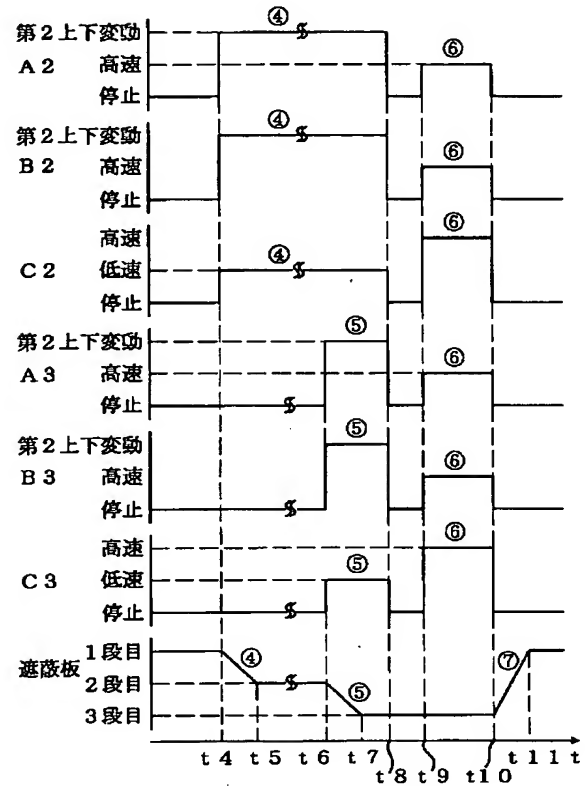 第2上下変動 ④
A2 高速 ⑥
停止
第2上下変動 ④
B2 高速 ⑥
停止
高速 ⑥
C2 低速 ④
停止
第2上下変動 ⑤
A3 高速 ⑥
停止
第2上下変動 ⑤
B3 高速 ⑥
停止
高速 ⑥
C3 低速 ⑤
停止
1段目 ④ ⑦
遮蔽板 2段目 ⑤
3段目
t4 t5 t6 t7 t8 t9 t10 t11 t